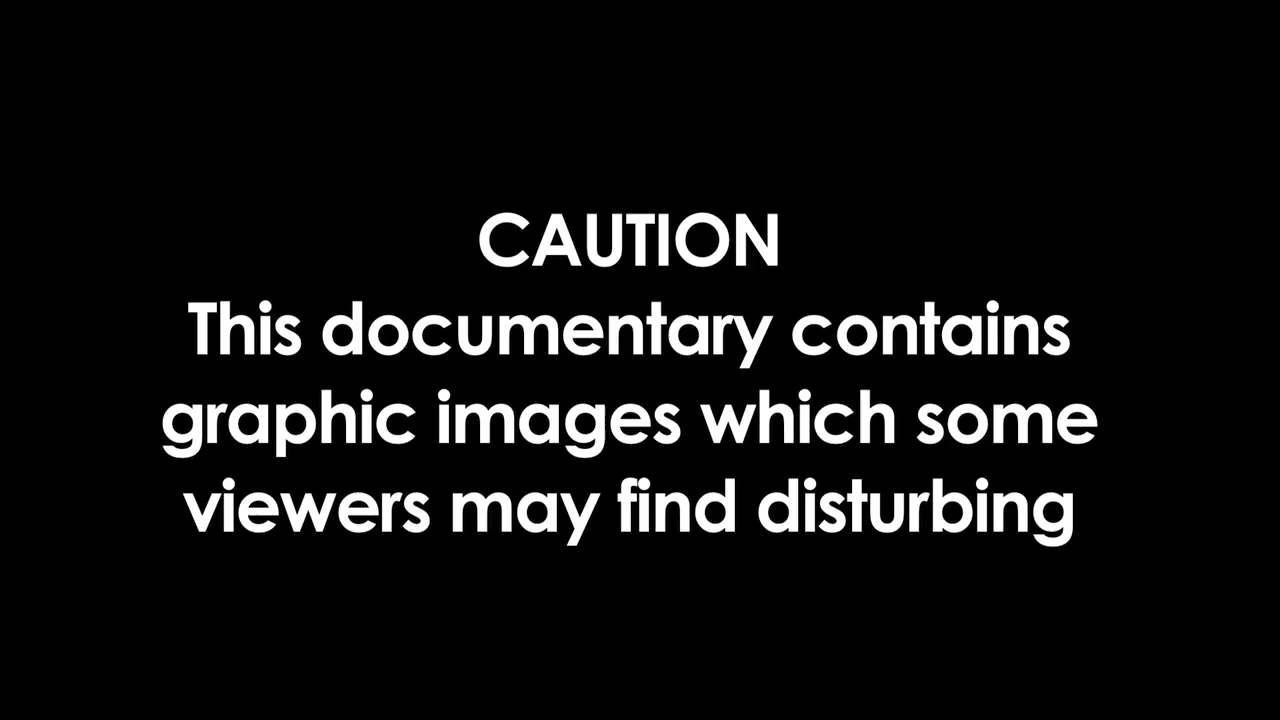 CAUTION
This documentary contains
graphic images which some
viewers may find disturbing